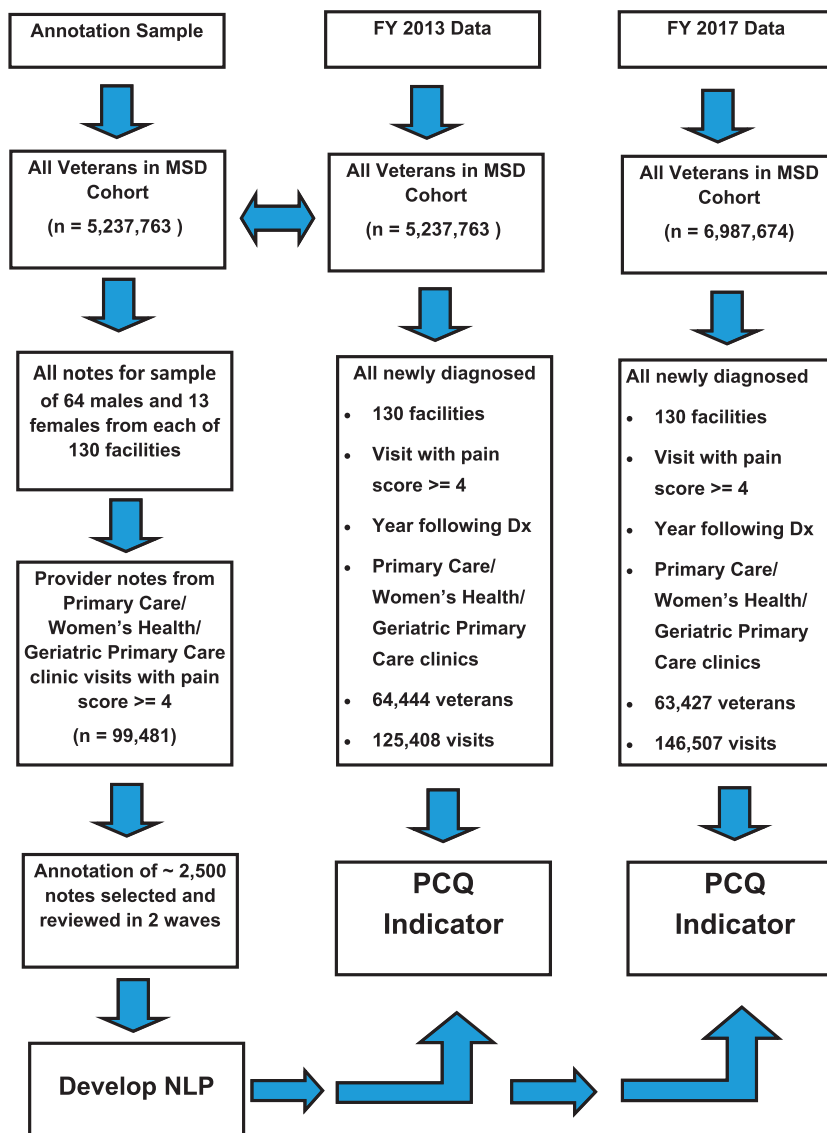 Annotation Sample
All Veterans in MSD
Cohort
(n = 5,237,763 )
All notes for sample
of 64 males and 13
females from each of
130 facilities
Provider notes from
Primary Care/
Women's Health/
Geriatric Primary Care
clinic visits with pain
score >= 4
(n = 99,481)
Annotation of ~ 2,500
notes selected and
reviewed in 2 waves
Develop NLP
FY 2013 Data
All Veterans in MSD
Cohort
(n = 5,237,763 )
All newly diagnosed
• 130 facilities
• Visit with pain
score >= 4
• Year following Dx
• Primary Care/
Women's Health/
Geriatric Primary
Care clinics
• 64,444 veterans
• 125,408 visits
PCQ
Indicator
FY 2017 Data
All Veterans in MSD
Cohort
(n = 6,987,674)
All newly diagnosed
• 130 facilities
• Visit with pain
score >= 4
• Year following Dx
• Primary Care/
Women's Health/
Geriatric Primary
Care clinics
• 63,427 veterans
• 146,507 visits
PCQ
Indicator